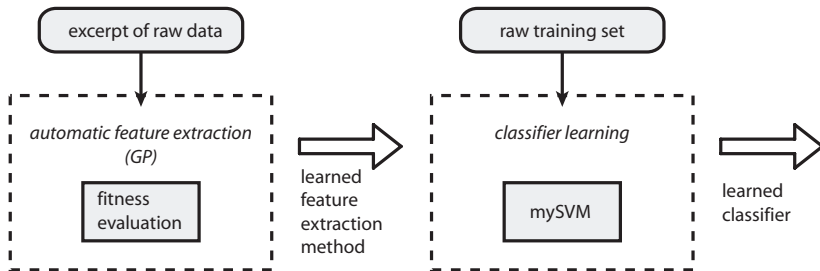 excerpt of raw data
raw training set
automatic feature extraction
(GP)
fitness
evaluation
learned
feature
extraction
method
classifier learning
mySVM
learned
classifier